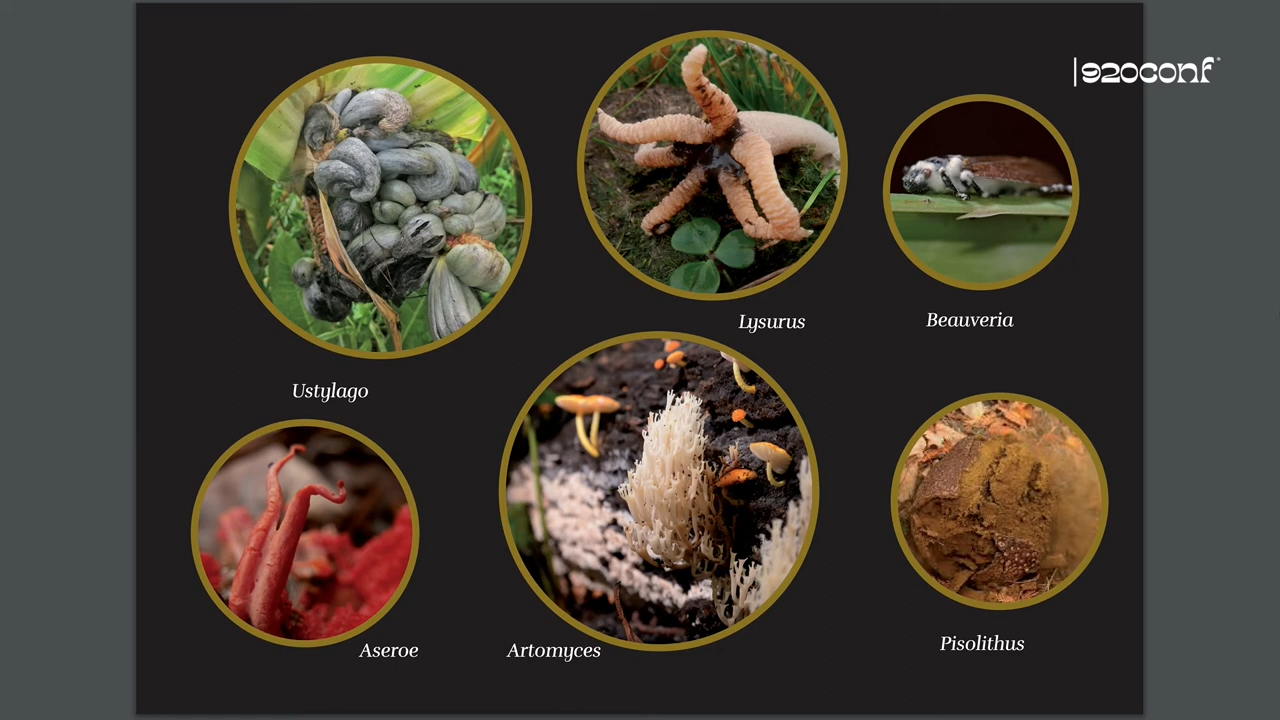 920conf
Lysurus
Beauveria
Ustylago
Aseroe
Artomyces
Pisolithus